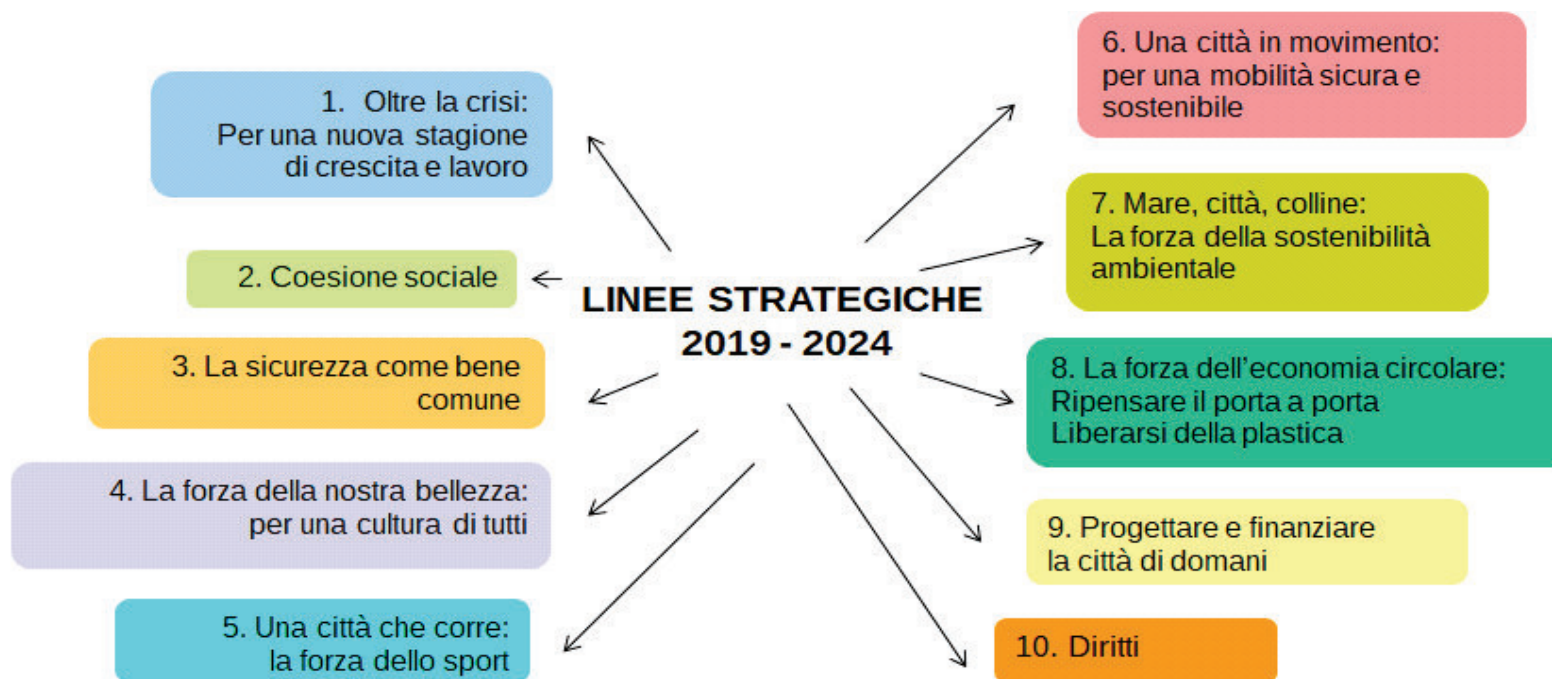 LINEE STRATEGICHE
2019 - 2024
1. Oltre la crisi:
Per una nuova stagione
di crescita e lavoro
2. Coesione sociale
3. La sicurezza come bene
comune
4. La forza della nostra bellezza:
per una cultura di tutti
5. Una città che corre:
la forza dello sport
6. Una città in movimento:
per una mobilità sicura e
sostenibile
7. Mare, città, colline:
La forza della sostenibilità
ambientale
8. La forza dell’economia circolare:
Ripensare il porta a porta
Liberarsi della plastica
9. Progettare e finanziare
la città di domani
10. Diritti